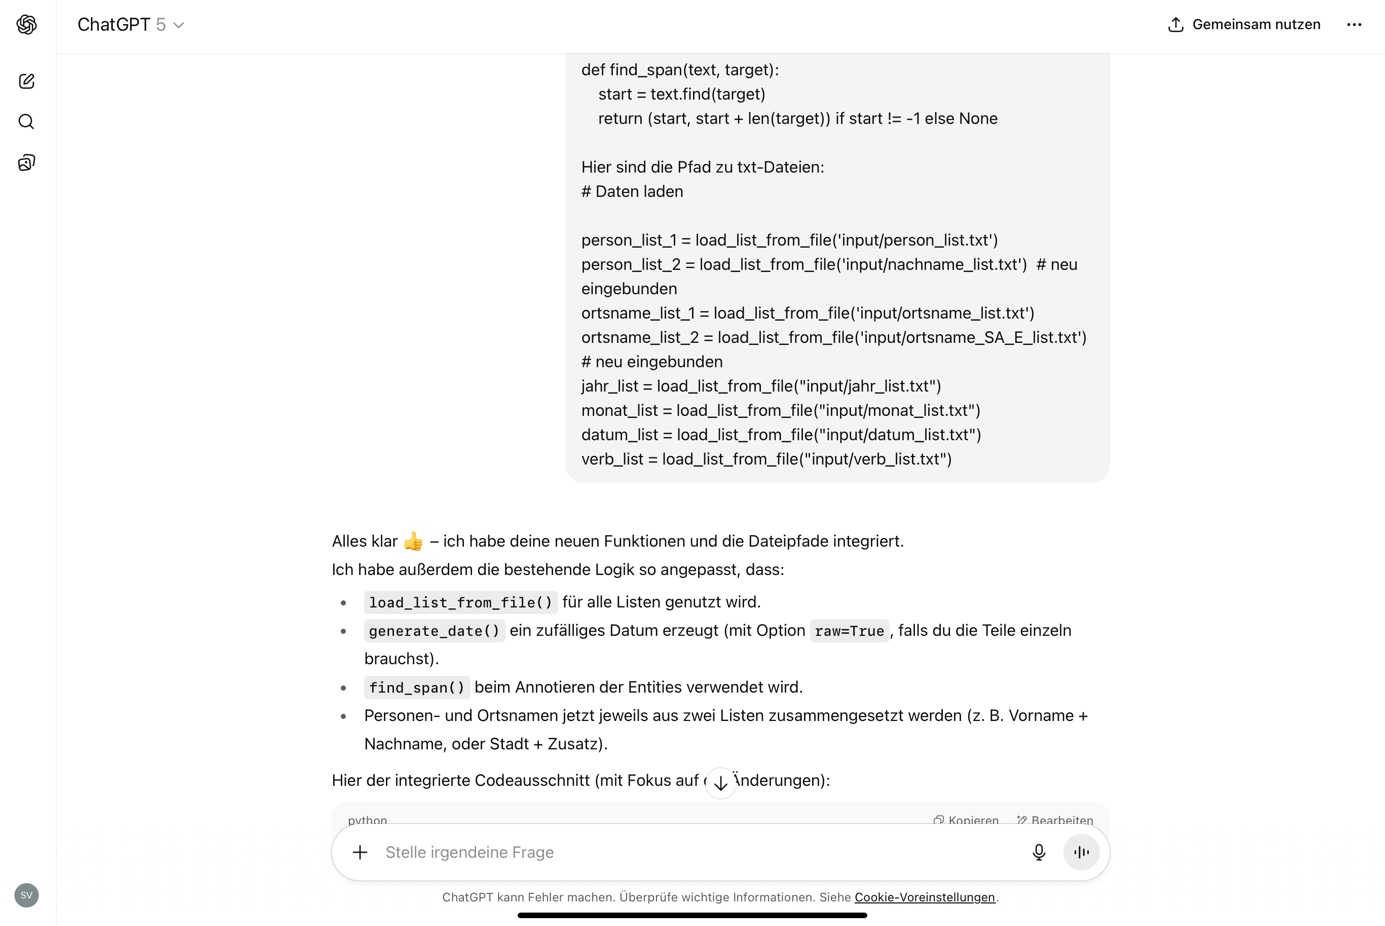 ChatGPT 5
Gemeinsam nutzen
def find_span(text, target):
    start = text.find(target)
    return (start, start + len(target)) if start != -1 else None
Hier sind die Pfad zu txt-Dateien:
# Daten laden
person_list_1 = load_list_from_file('input/person_list.txt')
person_list_2 = load_list_from_file('input/nachname_list.txt')  # neu
eingebunden
ortsname_list_1 = load_list_from_file('input/ortsname_list.txt')
ortsname_list_2 = load_list_from_file('input/ortsname_SA_E_list.txt')
# neu eingebunden
jahr_list = load_list_from_file("input/jahr_list.txt")
monat_list = load_list_from_file("input/monat_list.txt")
datum_list = load_list_from_file("input/datum_list.txt")
verb_list = load_list_from_file("input/verb_list.txt")
Alles klar 👍 – ich habe deine neuen Funktionen und die Dateipfade integriert.
Ich habe außerdem die bestehende Logik so angepasst, dass:
• load_list_from_file() für alle Listen genutzt wird.
• generate_date() ein zufälliges Datum erzeugt (mit Option raw=True, falls du die Teile einzeln
brauchst).
• find_span() beim Annotieren der Entities verwendet wird.
• Personen- und Ortsnamen jetzt jeweils aus zwei Listen zusammengesetzt werden (z. B. Vorname +
Nachname, oder Stadt + Zusatz).
Hier der integrierte Codeausschnitt (mit Fokus auf Änderungen):
python
Kopieren
Bearbeiten
Stelle irgendeine Frage
SV
ChatGPT kann Fehler machen. Überprüfe wichtige Informationen. Siehe Cookie-Voreinstellungen.